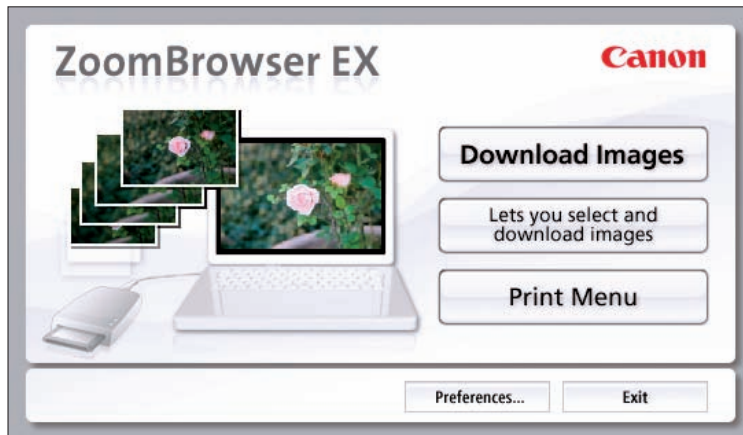 ZoomBrowser EX
Canon
Download Images
Lets you select and
download images
Print Menu
Preferences...
Exit